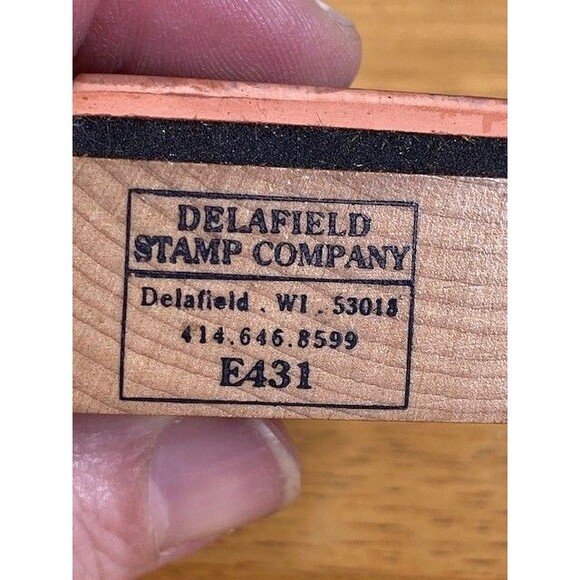 DELAFIELD
STAMP COMPANY
Delafield . WI . 53018
414.646.8599
E431